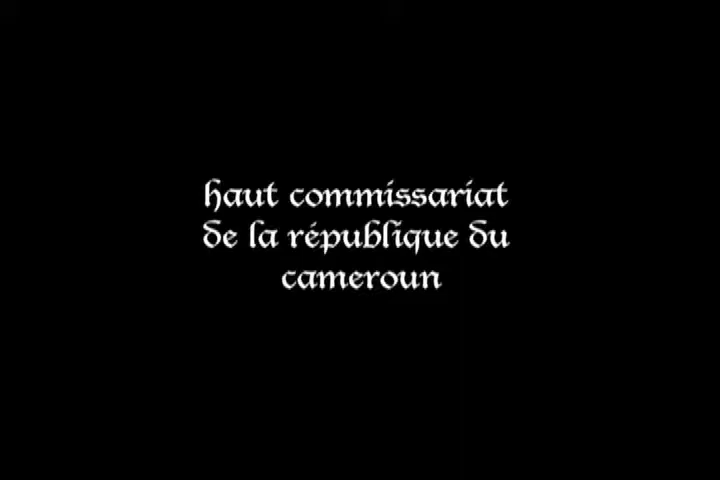 haut commissariat
de la république du
cameroun